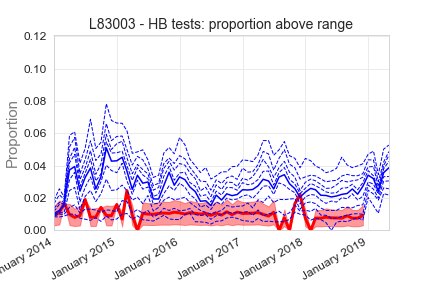 L83003 - HB tests: proportion above range
Proportion
0.12
0.10
0.08
0.06
0.04
0.02
0.00
2014
January 2015
January 2016
January 2017
January 2018
January 2019